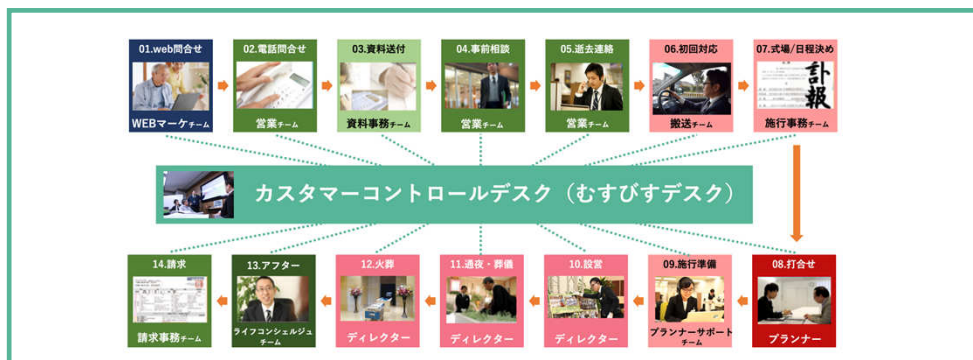 01.web問合せ
WEBマーケチーム
02.電話問合せ
営業チーム
03.資料送付
資料事務チーム
04.事前相談
営業チーム
05.逝去連絡
営業チーム
06.初回対応
搬送チーム
07.式場/日程決め
訃報
施行事務チーム
カスタマーコントロールデスク（むすびすデスク）
14.請求
請求事務チーム
13.アフター
ライフコンシェルジュ
チーム
12.火葬
ディレクター
11.通夜・葬儀
ディレクター
10.設営
ディレクター
09.施行準備
プランナーサポート
チーム
08.打合せ
プランナー